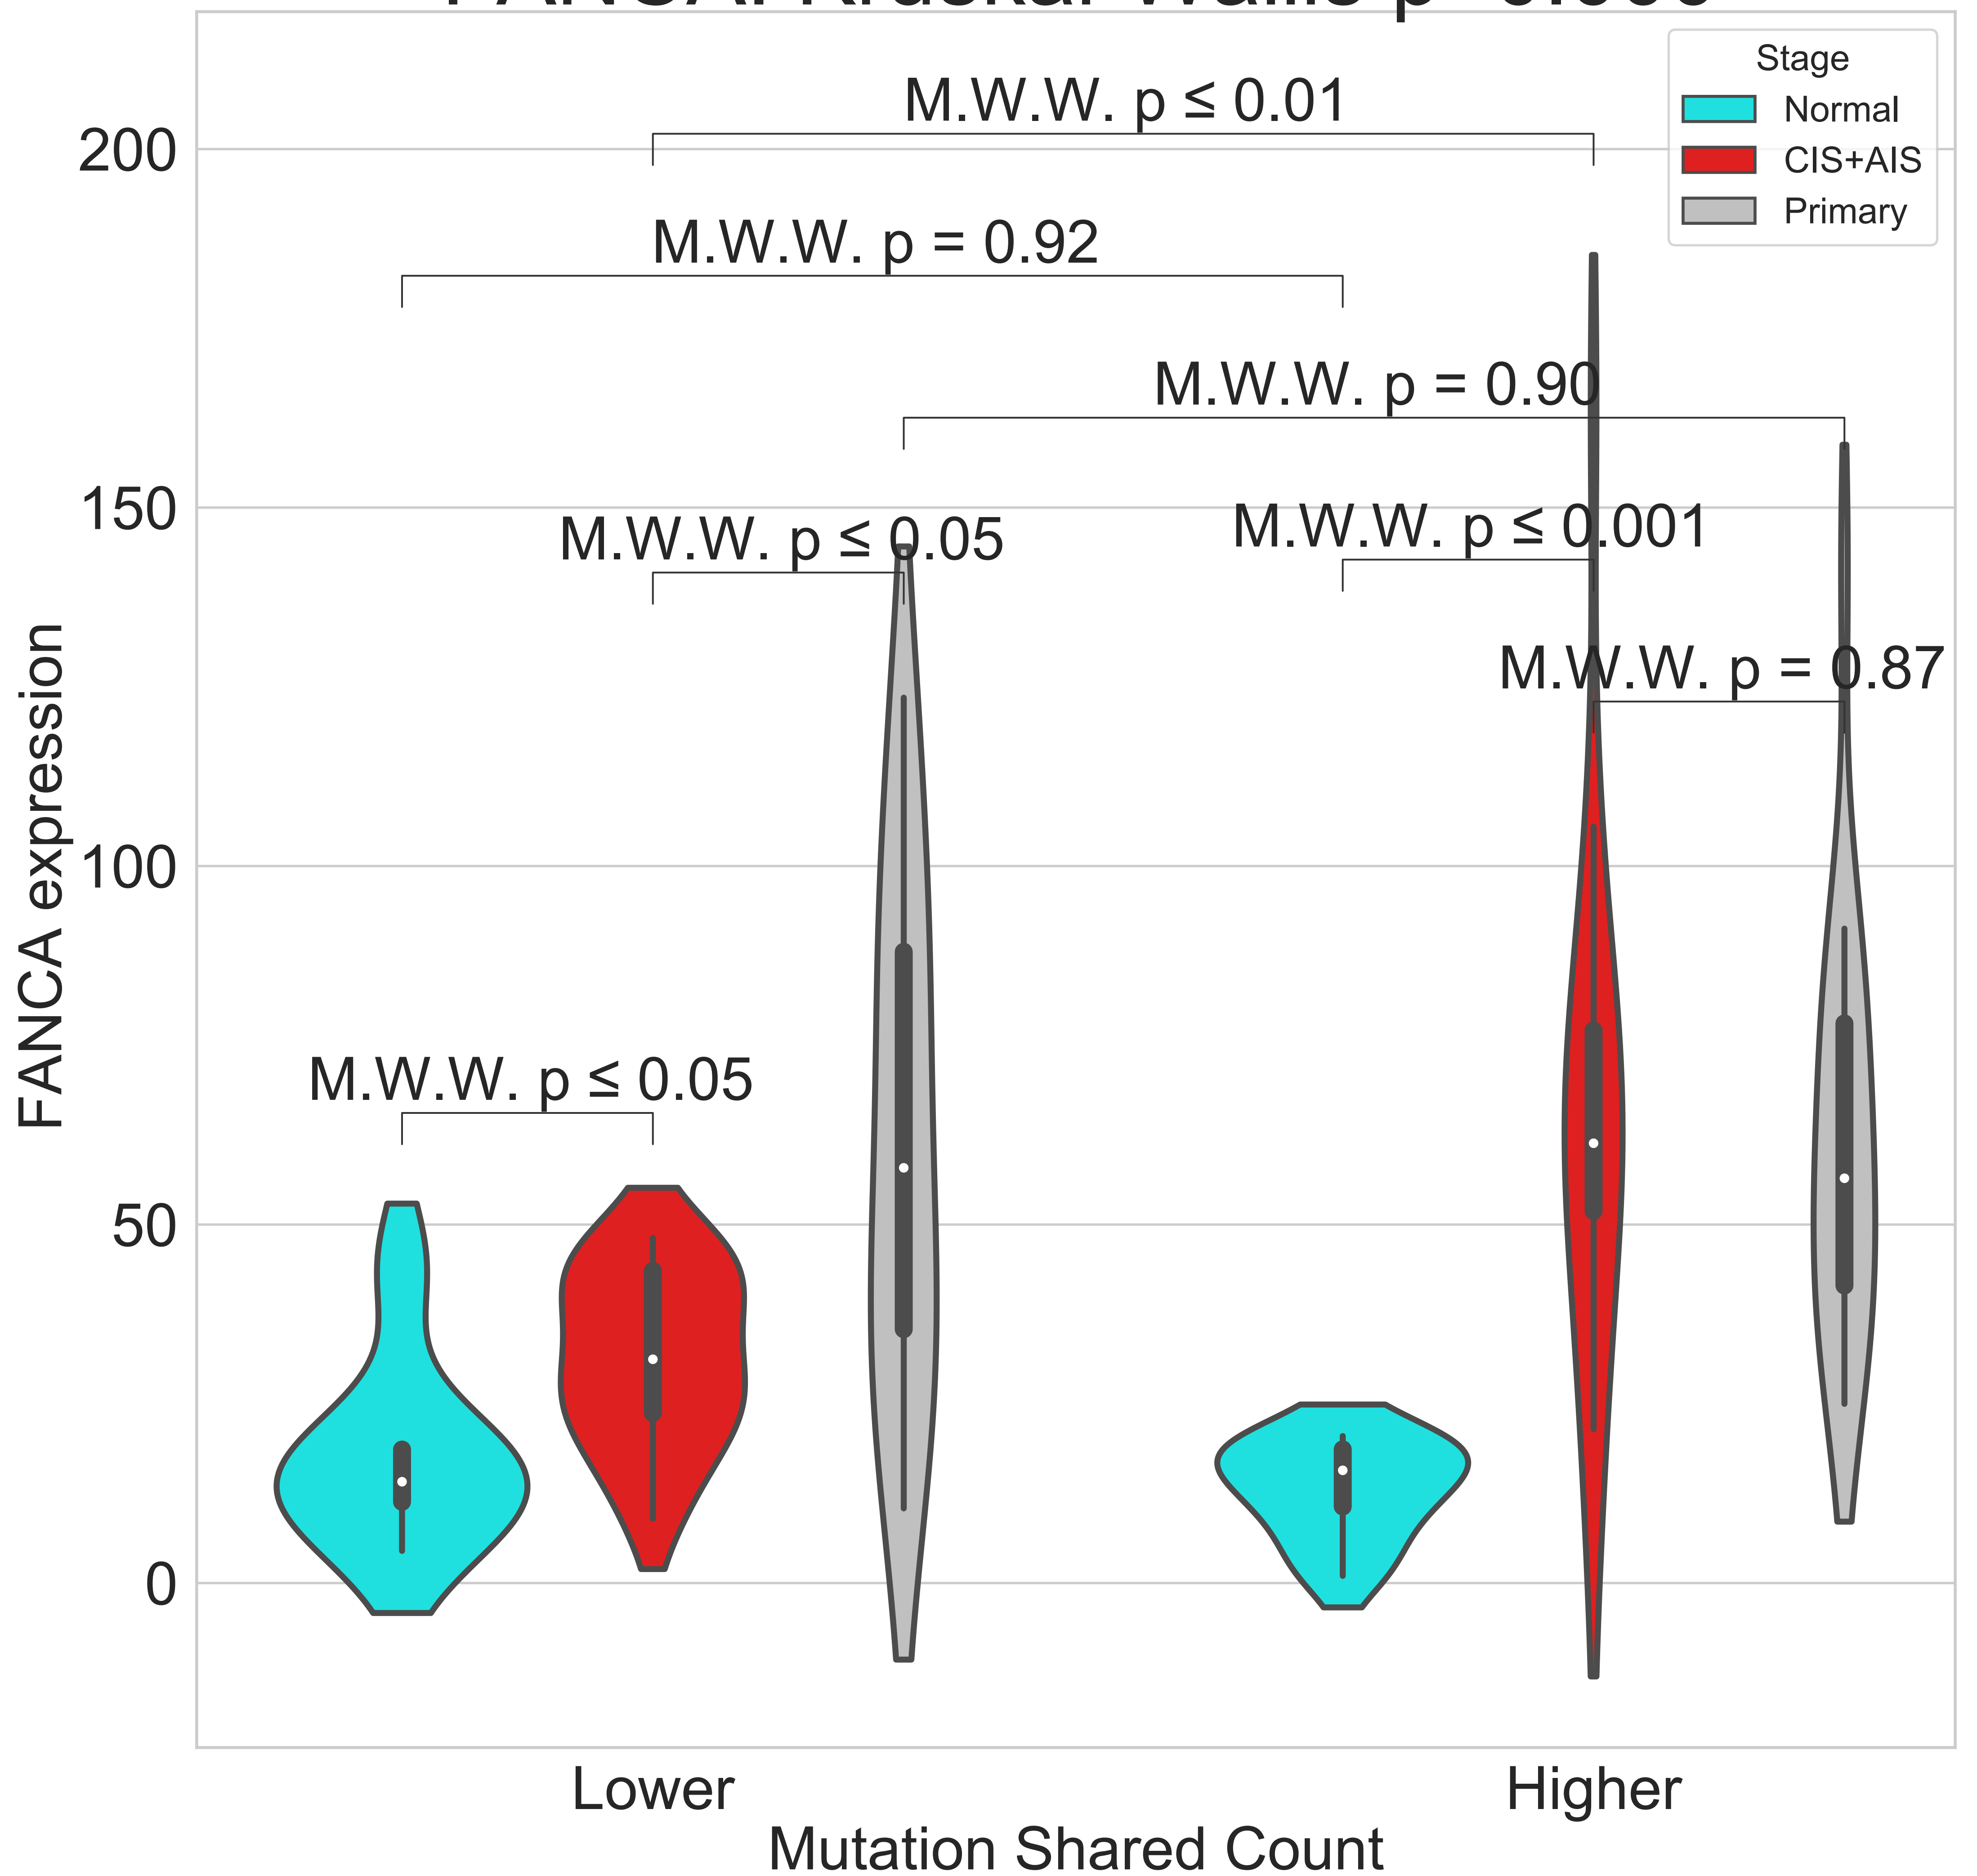 Stage
Normal
CIS+AIS
Primary
M.W.W. p ≤ 0.01
M.W.W. p = 0.92
M.W.W. p = 0.90
M.W.W. p ≤ 0.05
M.W.W. p ≤ 0.001
M.W.W. p = 0.87
M.W.W. p ≤ 0.05
200
150
100
50
0
FANCA expression
Lower
Higher
Mutation Shared Count